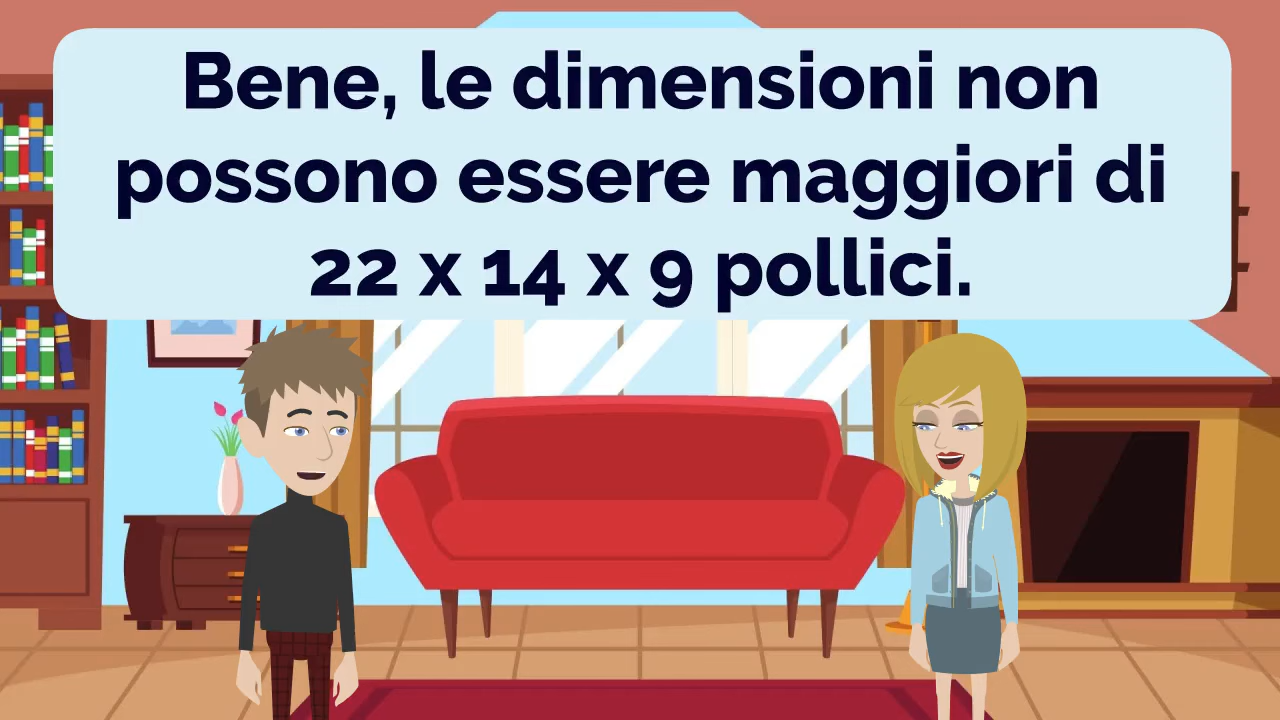 Bene, le dimensioni non
possono essere maggiori di
22 x 14 x 9 pollici.